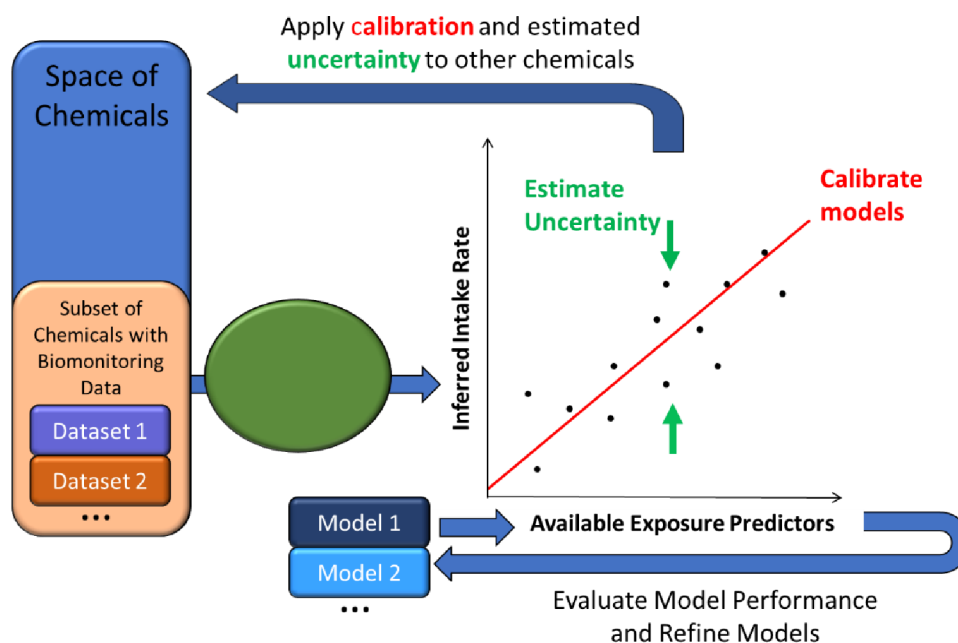 Apply calibration and estimated
uncertainty to other chemicals
Space of
Chemicals
Subset of
Chemicals with
Biomonitoring
Data
Dataset 1
Dataset 2
...
Estimate
Uncertainty
Calibrate
models
Inferred Intake Rate
Available Exposure Predictors
Model 1
Model 2
...
Evaluate Model Performance
and Refine Models